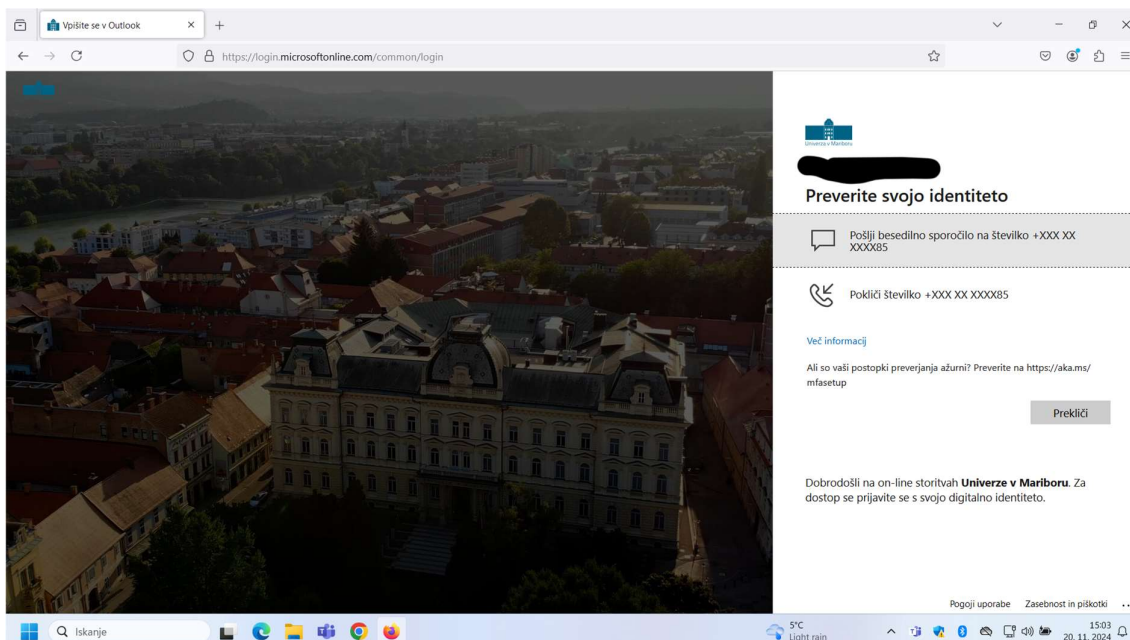 Vpišite se v Outlook
https://login.microsoftonline.com/common/login
Univerza v Mariboru
Preverite svojo identiteto
Pošlji besedilno sporočilo na številko +XXX XX
XXXX85
Pokliči številko +XXX XX XXXX85
Več informacij
Ali so vaši postopki preverjanja ažurni? Preverite na https://aka.ms/
mfasetup
Prekliči
Dobrodošli na on-line storitvah Univerze v Mariboru. Za
dostop se prijavite se s svojo digitalno identiteto.
Pogoji uporabe Zasebnost in piškotki ..
Iskanje
5°C
Light rain
15:03
20. 11. 2024